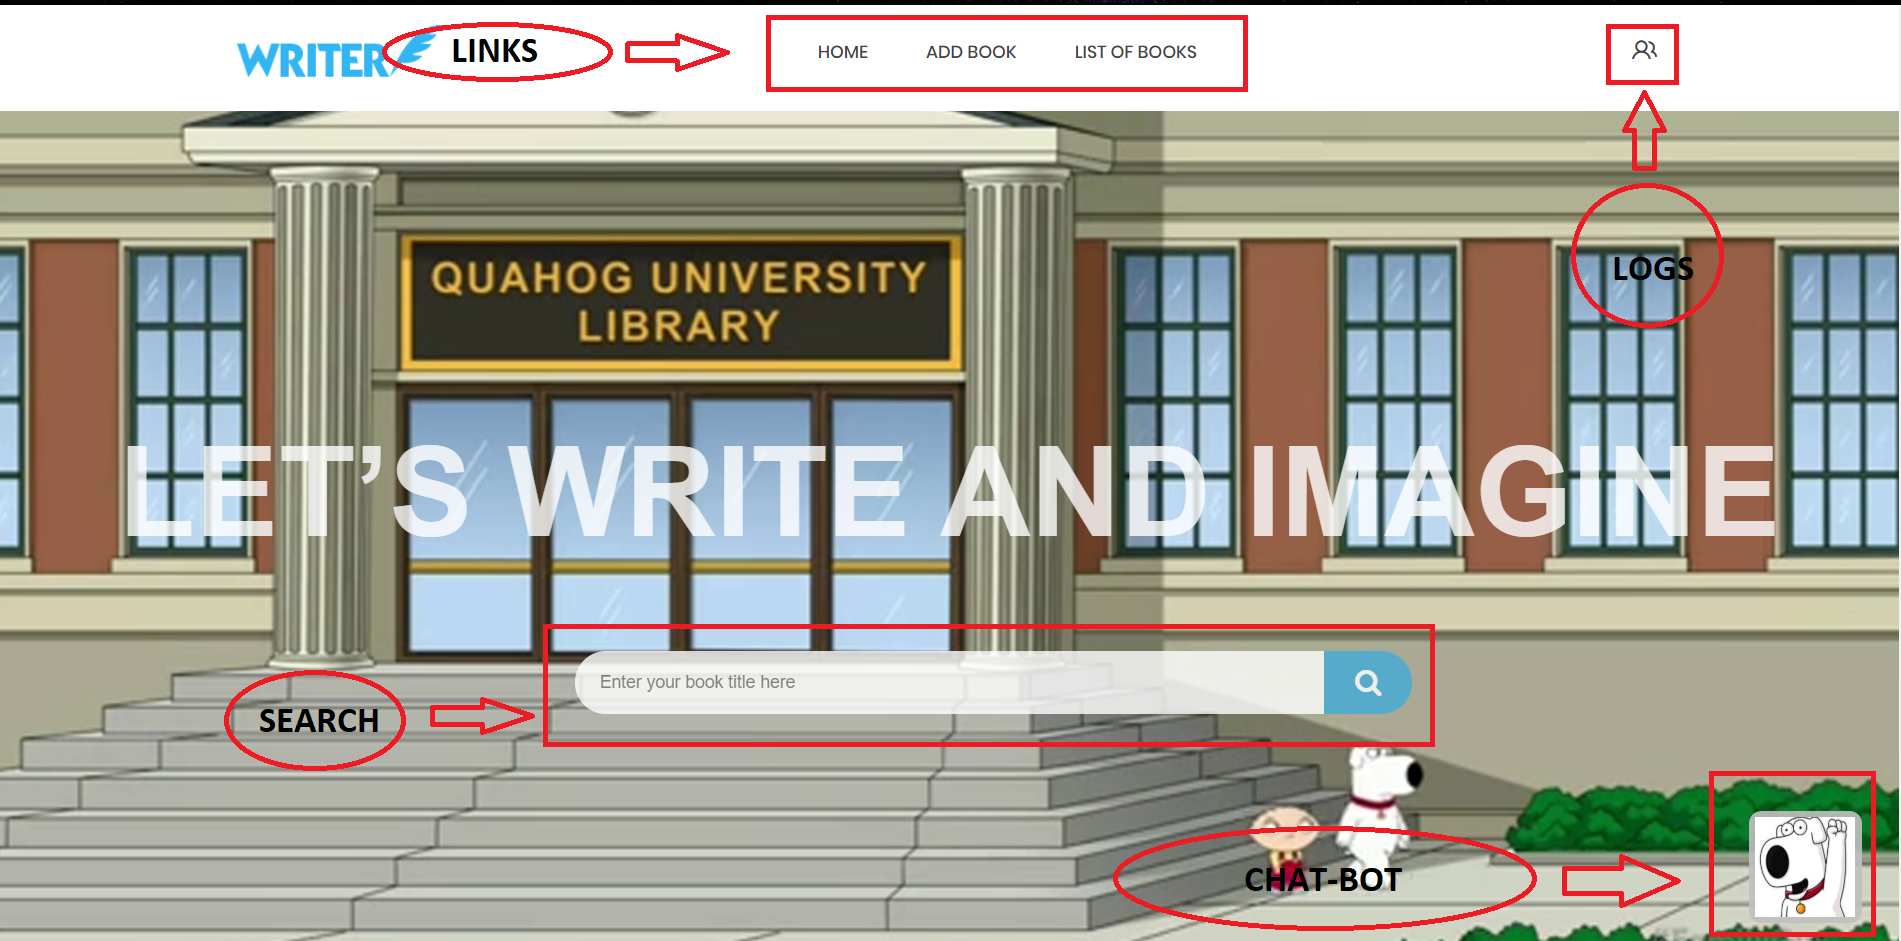 WRITER
LINKS
HOME ADD BOOK LIST OF BOOKS
LOGS
QUAHOG UNIVERSITY
LIBRARY
LET’S WRITE AND IMAGINE
Enter your book title here
SEARCH
CHAT-BOT